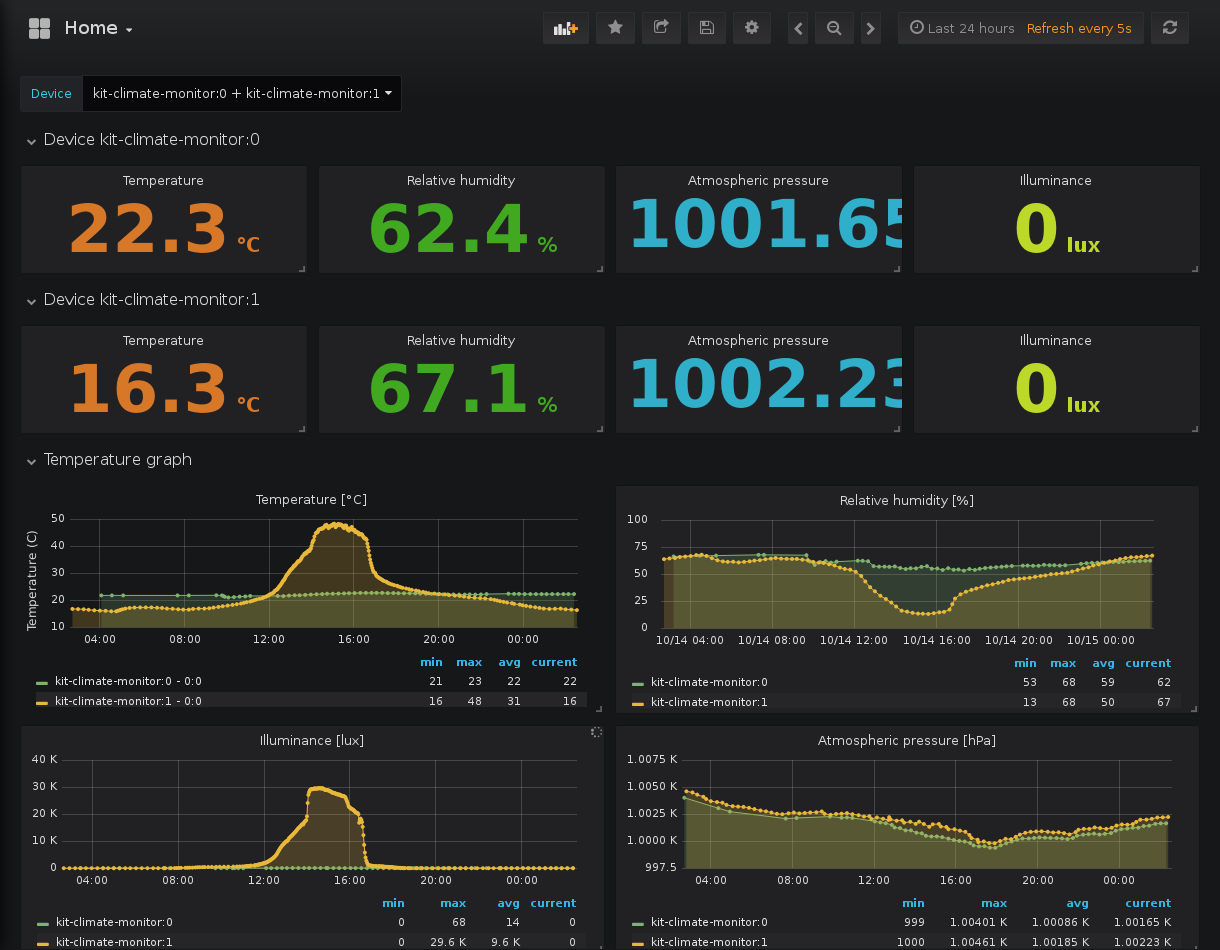 Home
Last 24 hours Refresh every 5s
Device kit-climate-monitor:0 + kit-climate-monitor:1
Device kit-climate-monitor:0
Temperature Relative humidity Atmospheric pressure Illuminance
22.3 °C 62.4 % 1001.65 0 lux
Device kit-climate-monitor:1
Temperature Relative humidity Atmospheric pressure Illuminance
16.3 °C 67.1 % 1002.23 0 lux
Temperature graph
Temperature [°C]
Temperature (C)
50
40
30
20
10
04:00 08:00 12:00 16:00 20:00 00:00
min max avg current
kit-climate-monitor:0 - 0:0 21 23 22 22
kit-climate-monitor:1 - 0:0 16 48 31 16
Relative humidity [%]
100
75
50
25
0
10/14 04:00 10/14 08:00 10/14 12:00 10/14 16:00 10/14 20:00 10/15 00:00
min max avg current
kit-climate-monitor:0 53 68 59 62
kit-climate-monitor:1 13 68 50 67
Illuminance [lux]
40 K
30 K
20 K
10 K
0
04:00 08:00 12:00 16:00 20:00 00:00
min max avg current
kit-climate-monitor:0 0 68 14 0
kit-climate-monitor:1 0 29.6 K 9.6 K 0
Atmospheric pressure [hPa]
1.0075 K
1.0050 K
1.0025 K
1.0000 K
997.5
04:00 08:00 12:00 16:00 20:00 00:00
min max avg current
kit-climate-monitor:0 999 1.00401 K 1.00086 K 1.00165 K
kit-climate-monitor:1 1000 1.00461 K 1.00185 K 1.00223 K